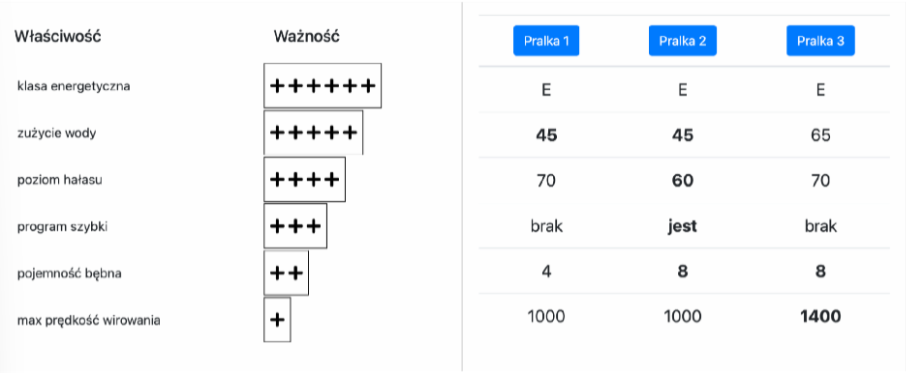 Właściwość Ważność Pralka 1 Pralka 2 Pralka 3
klasa energetyczna ++++++ E E E
zużycie wody +++++ 45 45 65
poziom hałasu ++++ 70 60 70
program szybki +++ brak jest brak
pojemność bębna ++ 4 8 8
max prędkość wirowania + 1000 1000 1400